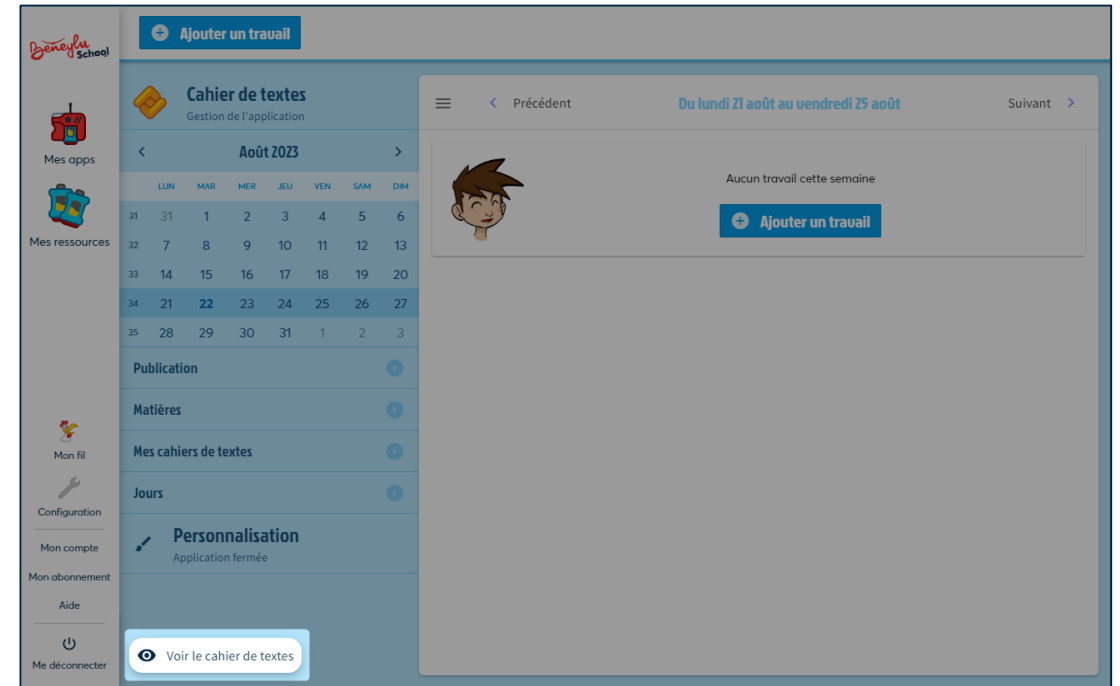 Beneylu
School
Mes apps
Mes ressources
Mon fil
Configuration
Mon compte
Mon abonnement
Aide
Me déconnecter
Ajouter un travail
Cahier de textes
Gestion de l'application
Août 2023
LUN MAR MER JEU VEN SAM DIM
31 31 1 2 3 4 5 6
32 7 8 9 10 11 12 13
33 14 15 16 17 18 19 20
34 21 22 23 24 25 26 27
35 28 29 30 31 1 2 3
Publication
Matières
Mes cahiers de textes
Jours
Personnalisation
Application fermée
Voir le cahier de textes
Précédent Du lundi 21 août au vendredi 25 août Suivant
Aucun travail cette semaine
Ajouter un travail